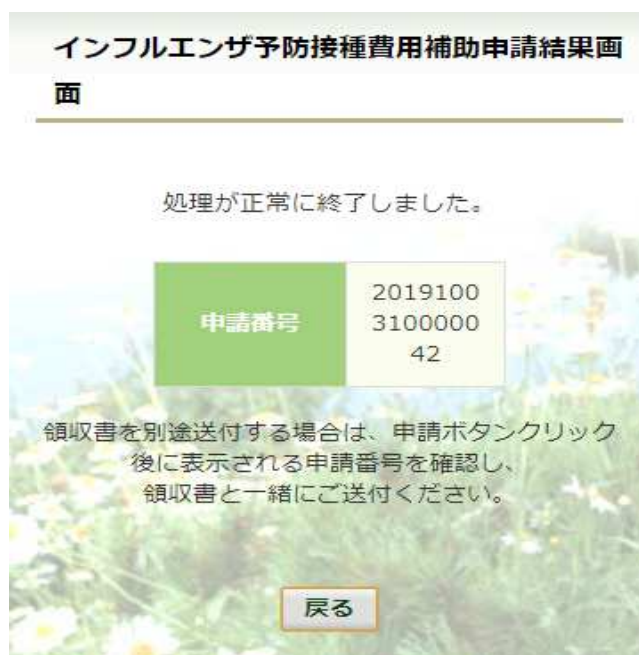 インフルエンザ予防接種費用補助申請結果画
面
処理が正常に終了しました。
申請番号
2019100
3100000
42
領収書を別途送付する場合は、申請ボタンクリック
後に表示される申請番号を確認し、
領収書と一緒にご送付ください。
戻る